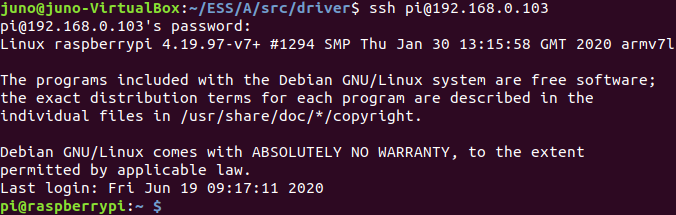 juno@juno-VirtualBox:~/ESS/A/src/driver$ ssh pi@192.168.0.103
pi@192.168.0.103's password:
Linux raspberrypi 4.19.97-v7+ #1294 SMP Thu Jan 30 13:15:58 GMT 2020 armv7l
The programs included with the Debian GNU/Linux system are free software;
the exact distribution terms for each program are described in the
individual files in /usr/share/doc/*/copyright.
Debian GNU/Linux comes with ABSOLUTELY NO WARRANTY, to the extent
permitted by applicable law.
Last login: Fri Jun 19 09:17:11 2020
pi@raspberrypi:~ $